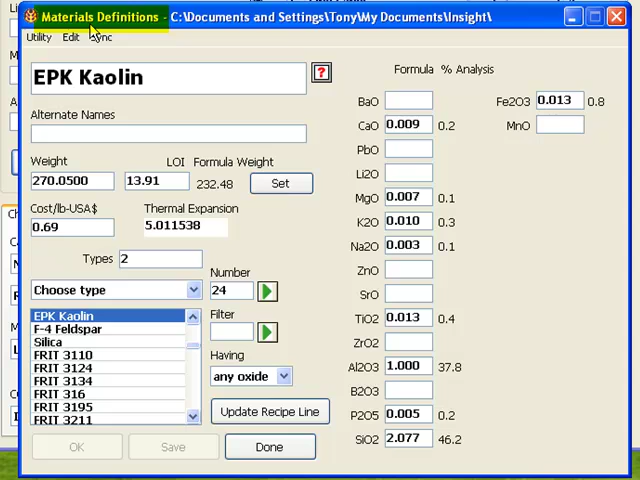 Materials Definitions - C:\Documents and Settings\Tony\My Documents\Insight\
Utility Edit Sync
EPK Kaolin
?
Alternate Names
Weight LOI Formula Weight
270.0500 13.91 232.48 Set
Cost/lb-USA$ Thermal Expansion
0.69 5.011538
Types 2
Choose type
Number
24
EPK Kaolin
F-4 Feldspar
Silica
FRIT 3110
FRIT 3124
FRIT 3134
FRIT 316
FRIT 3195
FRIT 3211
Filter
Having
any oxide
Update Recipe Line
OK Save Done
Formula % Analysis
BaO
CaO 0.009 0.2
PbO
Li2O
MgO 0.007 0.1
K2O 0.010 0.3
Na2O 0.003 0.1
ZnO
SrO
TiO2 0.013 0.4
ZrO2
Al2O3 1.000 37.8
B2O3
P2O5 0.005 0.2
SiO2 2.077 46.2
Fe2O3 0.013 0.8
MnO